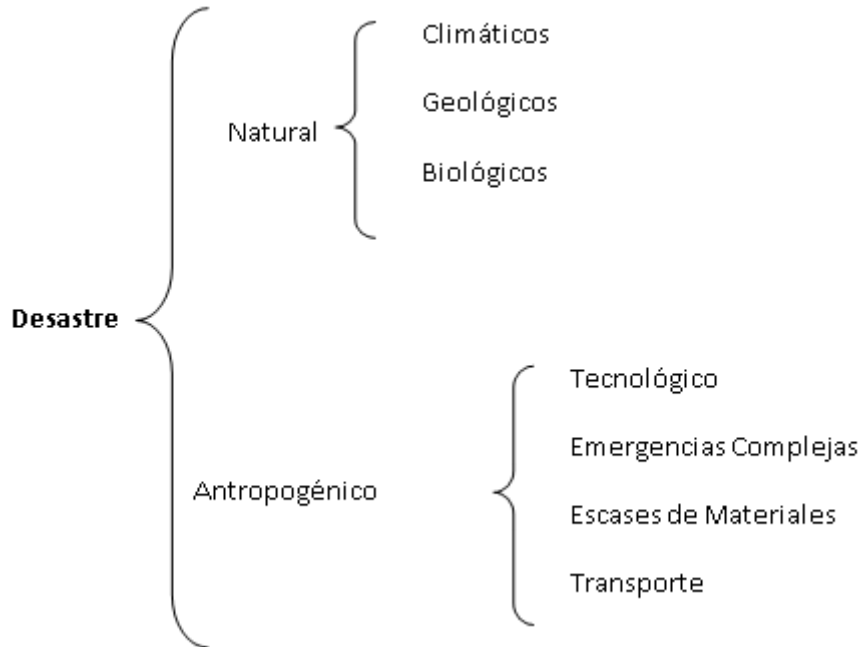 Desastre
Natural
Climáticos
Geológicos
Biológicos
Antropogénico
Tecnológico
Emergencias Complejas
Escases de Materiales
Transporte